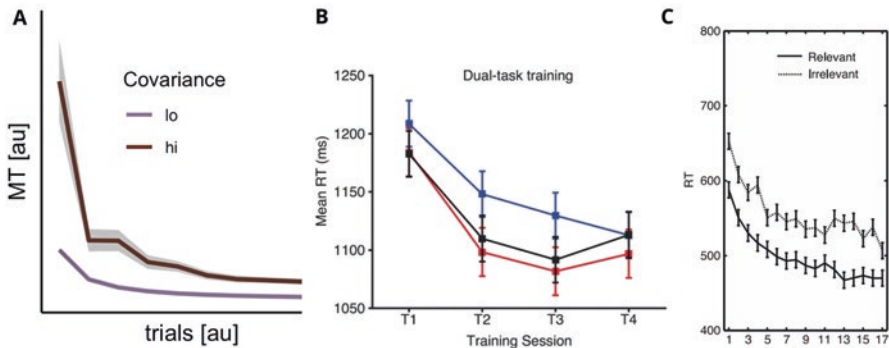 A
MT [au]
Covariance
lo
hi
trials [au]
B
Dual-task training
Mean RT (ms)
1250
1200
1150
1100
1050
T1 T2 T3 T4
Training Session
C
RT
800
700
600
500
400
Relevant
Irrelevant
1 3 5 7 9 11 13 15 17